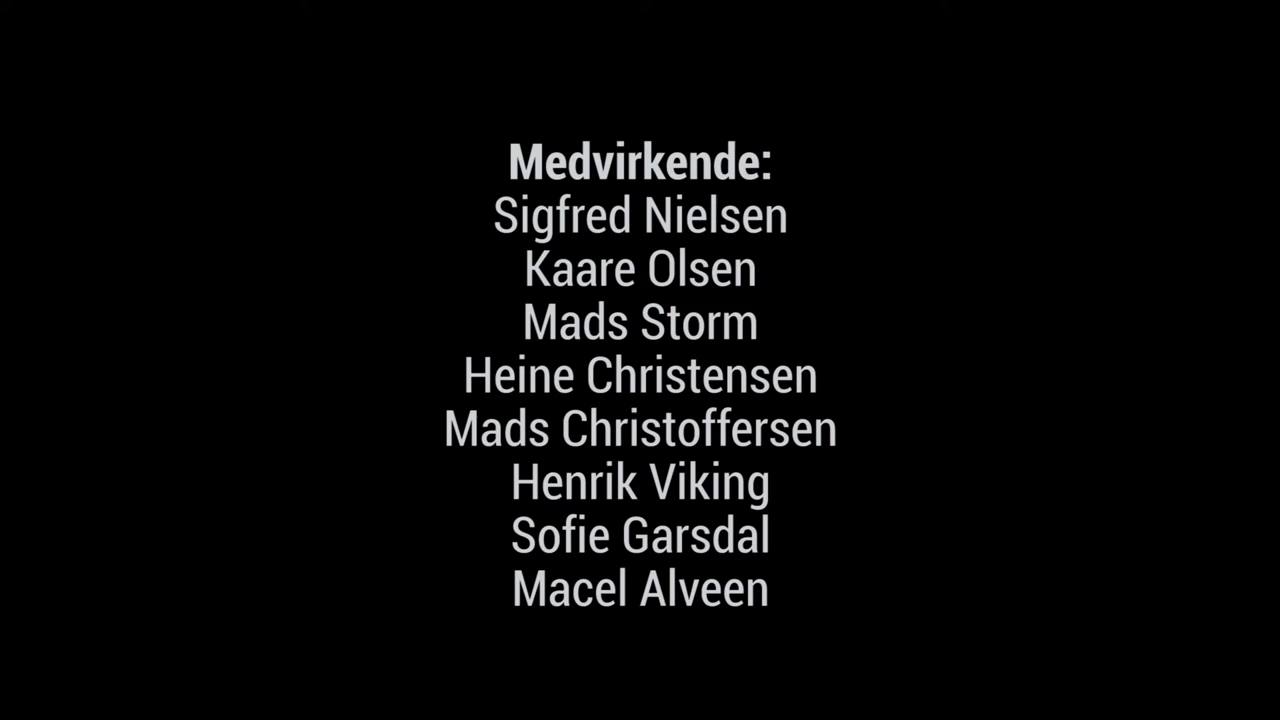 Medvirkende:
Sigfred Nielsen
Kaare Olsen
Mads Storm
Heine Christensen
Mads Christoffersen
Henrik Viking
Sofie Garsdal
Macel Alveen